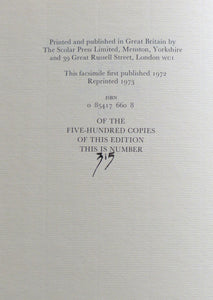 Printed and published in Great Britain by
The Scolar Press Limited, Menston, Yorkshire
and 39 Great Russell Street, London WC1
This facsimile first published 1972
Reprinted 1973
ISBN
0 85417 660 8
OF THE
FIVE-HUNDRED COPIES
OF THIS EDITION
THIS IS NUMBER
315